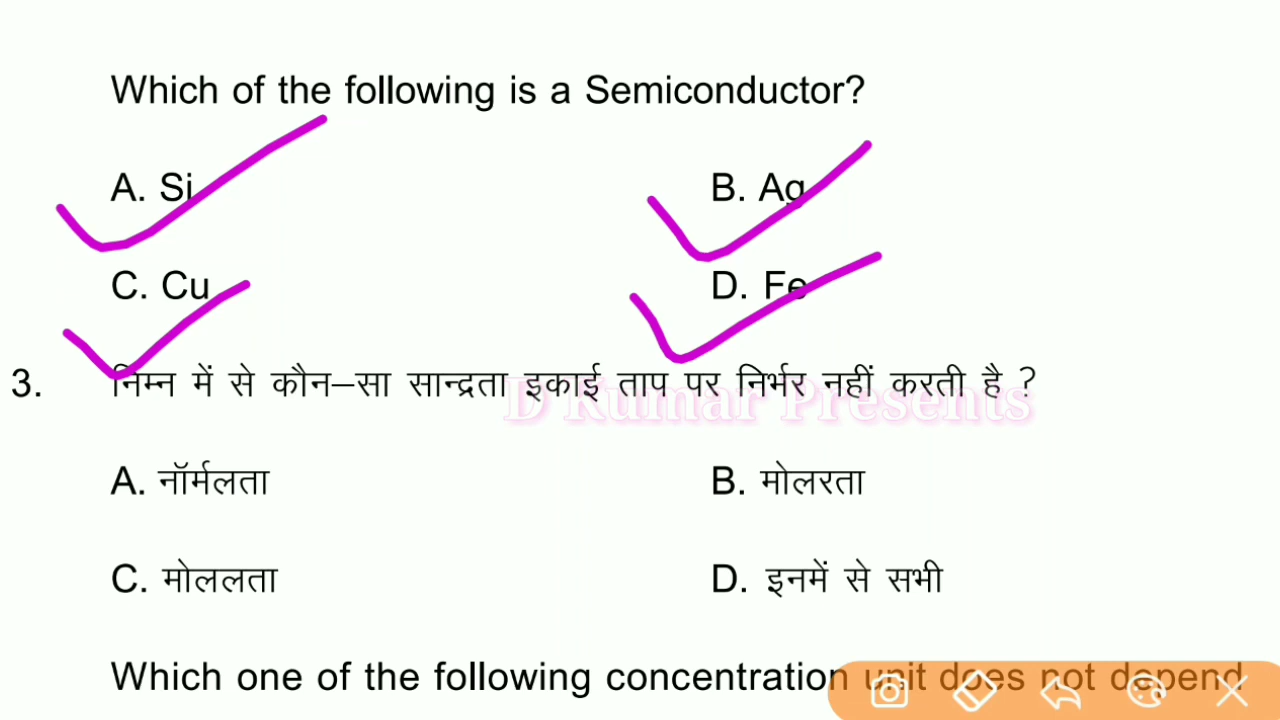 Which of the following is a Semiconductor?
A. Si B. Ag
C. Cu D. Fe
3. निम्न में से कौन–सा सान्द्रता इकाई ताप पर निर्भर नहीं करती है ?
D Kumar Presents
A. नॉर्मलता B. मोलरता
C. मोललता D. इनमें से सभी
Which one of the following concentration unit does not depend